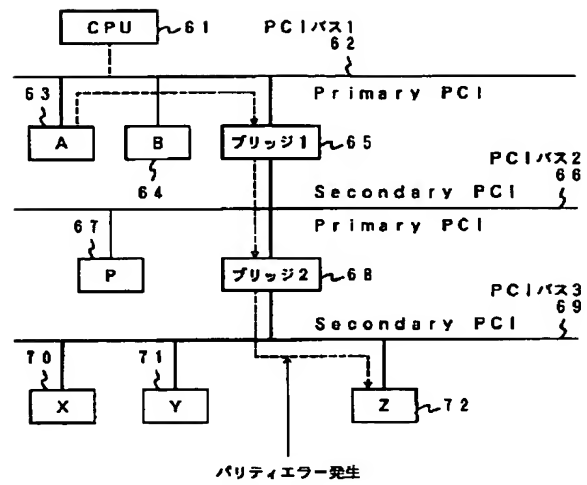 CPU
61
PCIバス1
62
63
Primary PCI
A
B
ブリッジ1
65
64
PCIバス2
66
Secondary PCI
67
Primary PCI
P
ブリッジ2
68
PCIバス3
69
Secondary PCI
70
71
X
Y
Z
72
パリティエラー発生